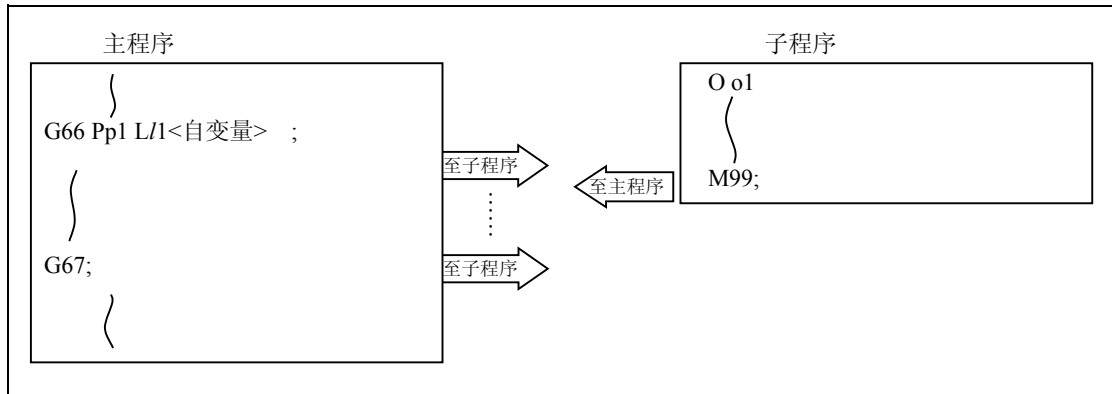 主程序
子程序
G66 Pp1 Ll1<自变量> ;
G67;
至子程序
至子程序
至主程序
O o1
M99;